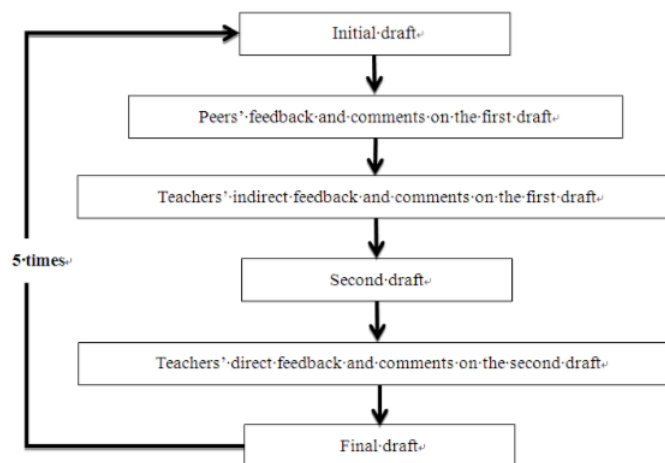 Initial draft
Peers' feedback and comments on the first draft
Teachers' indirect feedback and comments on the first draft
5 times
Second draft
Teachers' direct feedback and comments on the second draft
Final draft